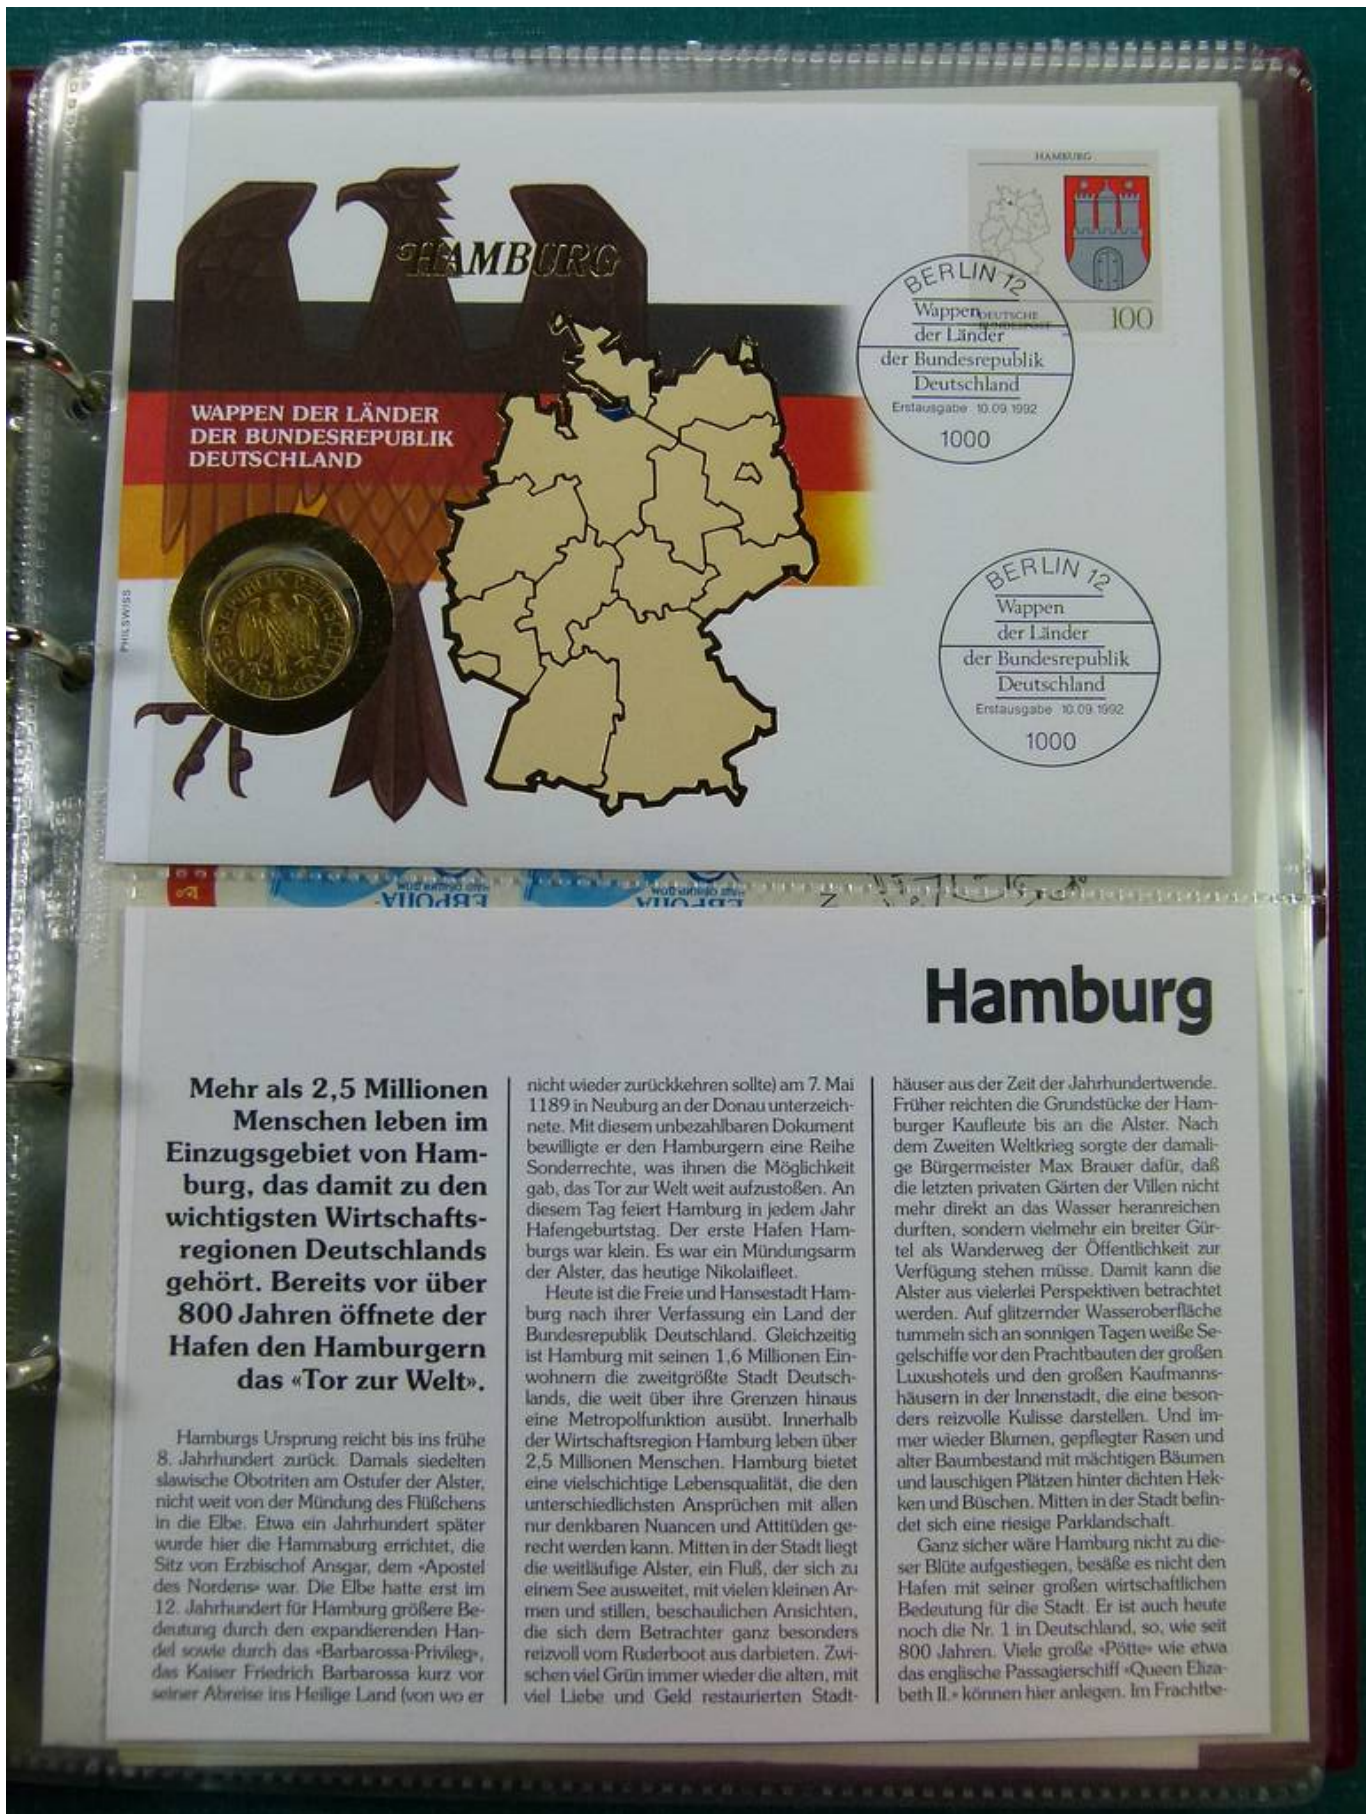 HAMBURG
HAMBURG
DEUTSCHE
BUNDESPOST
100
BERLIN 12
Wappen
der Länder
der Bundesrepublik
Deutschland
Erstausgabe 10.09.1992
1000
WAPPEN DER LÄNDER
DER BUNDESREPUBLIK
DEUTSCHLAND
BUNDESREPUBLIK DEUTSCHLAND
PHILSWISS
BERLIN 12
Wappen
der Länder
der Bundesrepublik
Deutschland
Erstausgabe 10.09.1992
1000
ЕВРОПА-
наш общий дом
ЕВРОПА
наш общий дом
Hamburg
Mehr als 2,5 Millionen
Menschen leben im
Einzugsgebiet von Ham-
burg, das damit zu den
wichtigsten Wirtschafts-
regionen Deutschlands
gehört. Bereits vor über
800 Jahren öffnete der
Hafen den Hamburgern
das «Tor zur Welt».
Hamburgs Ursprung reicht bis ins frühe
8. Jahrhundert zurück. Damals siedelten
slawische Obotriten am Ostufer der Alster,
nicht weit von der Mündung des Flüßchens
in die Elbe. Etwa ein Jahrhundert später
wurde hier die Hammaburg errichtet, die
Sitz von Erzbischof Ansgar, dem «Apostel
des Nordens» war. Die Elbe hatte erst im
12. Jahrhundert für Hamburg größere Be-
deutung durch den expandierenden Han-
del sowie durch das «Barbarossa-Privileg»,
das Kaiser Friedrich Barbarossa kurz vor
seiner Abreise ins Heilige Land (von wo er
nicht wieder zurückkehren sollte) am 7. Mai
1189 in Neuburg an der Donau unterzeich-
nete. Mit diesem unbezahlbaren Dokument
bewilligte er den Hamburgern eine Reihe
Sonderrechte, was ihnen die Möglichkeit
gab, das Tor zur Welt weit aufzustoßen. An
diesem Tag feiert Hamburg in jedem Jahr
Hafengeburtstag. Der erste Hafen Ham-
burgs war klein. Es war ein Mündungsarm
der Alster, das heutige Nikolaifleet.
Heute ist die Freie und Hansestadt Ham-
burg nach ihrer Verfassung ein Land der
Bundesrepublik Deutschland. Gleichzeitig
ist Hamburg mit seinen 1,6 Millionen Ein-
wohnern die zweitgrößte Stadt Deutsch-
lands, die weit über ihre Grenzen hinaus
eine Metropolfunktion ausübt. Innerhalb
der Wirtschaftsregion Hamburg leben über
2,5 Millionen Menschen. Hamburg bietet
eine vielschichtige Lebensqualität, die den
unterschiedlichsten Ansprüchen mit allen
nur denkbaren Nuancen und Attitüden ge-
recht werden kann. Mitten in der Stadt liegt
die weitläufige Alster, ein Fluß, der sich zu
einem See ausweitet, mit vielen kleinen Ar-
men und stillen, beschaulichen Ansichten,
die sich dem Betrachter ganz besonders
reizvoll vom Ruderboot aus darbieten. Zwi-
schen viel Grün immer wieder die alten, mit
viel Liebe und Geld restaurierten Stadt-
häuser aus der Zeit der Jahrhundertwende.
Früher reichten die Grundstücke der Ham-
burger Kaufleute bis an die Alster. Nach
dem Zweiten Weltkrieg sorgte der damali-
ge Bürgermeister Max Brauer dafür, daß
die letzten privaten Gärten der Villen nicht
mehr direkt an das Wasser heranreichen
durften, sondern vielmehr ein breiter Gür-
tel als Wanderweg der Öffentlichkeit zur
Verfügung stehen müsse. Damit kann die
Alster aus vielerlei Perspektiven betrachtet
werden. Auf glitzernder Wasseroberfläche
tummeln sich an sonnigen Tagen weiße Se-
gelschiffe vor den Prachtbauten der großen
Luxushotels und den großen Kaufmanns-
häusern in der Innenstadt, die eine beson-
ders reizvolle Kulisse darstellen. Und im-
mer wieder Blumen, gepflegter Rasen und
alter Baumbestand mit mächtigen Bäumen
und lauschigen Plätzen hinter dichten Hek-
ken und Büschen. Mitten in der Stadt befin-
det sich eine riesige Parklandschaft.
Ganz sicher wäre Hamburg nicht zu die-
ser Blüte aufgestiegen, besäße es nicht den
Hafen mit seiner großen wirtschaftlichen
Bedeutung für die Stadt. Er ist auch heute
noch die Nr. 1 in Deutschland, so, wie seit
800 Jahren. Viele große «Pötte» wie etwa
das englische Passagierschiff «Queen Eliza-
beth II.» können hier anlegen. Im Frachtbe-